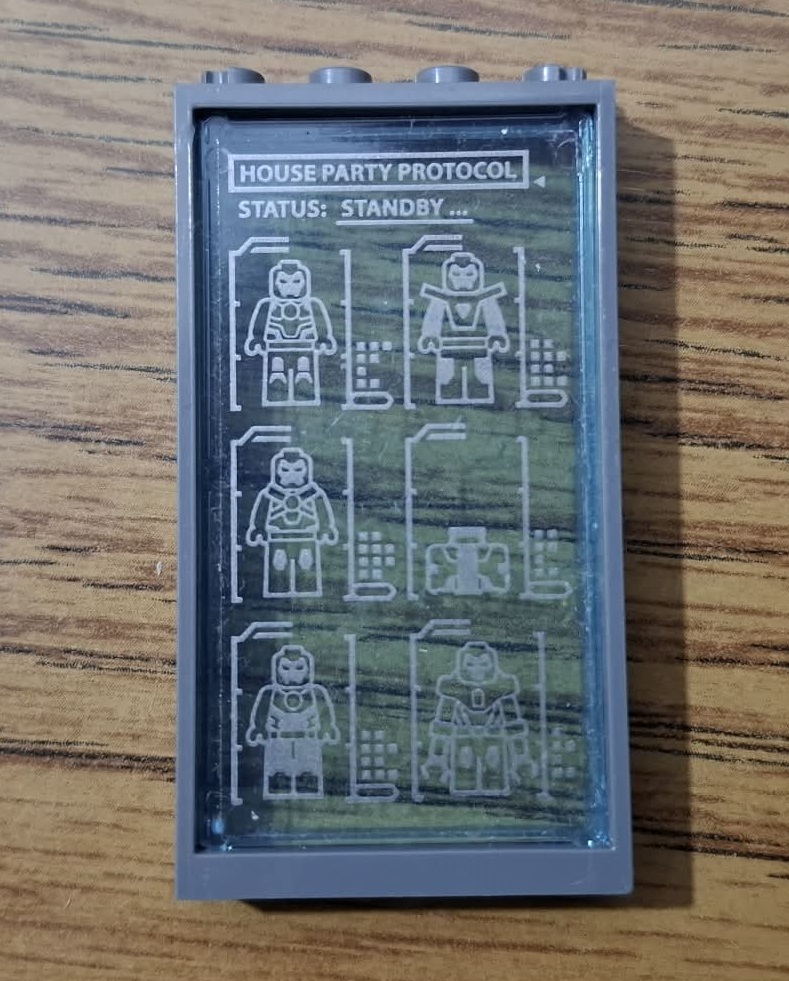 HOUSE PARTY PROTOCOL
STATUS: STANDBY ...